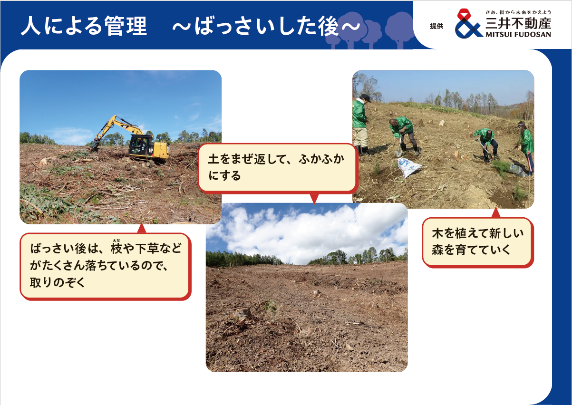 人による管理　～ばっさいした後～
提供
さあ、街から未来をかえよう
三井不動産
MITSUI FUDOSAN
ばっさい後は、枝や下草など
がたくさん落ちているので、
取りのぞく
土をまぜ返して、ふかふか
にする
木を植えて新しい
森を育てていく